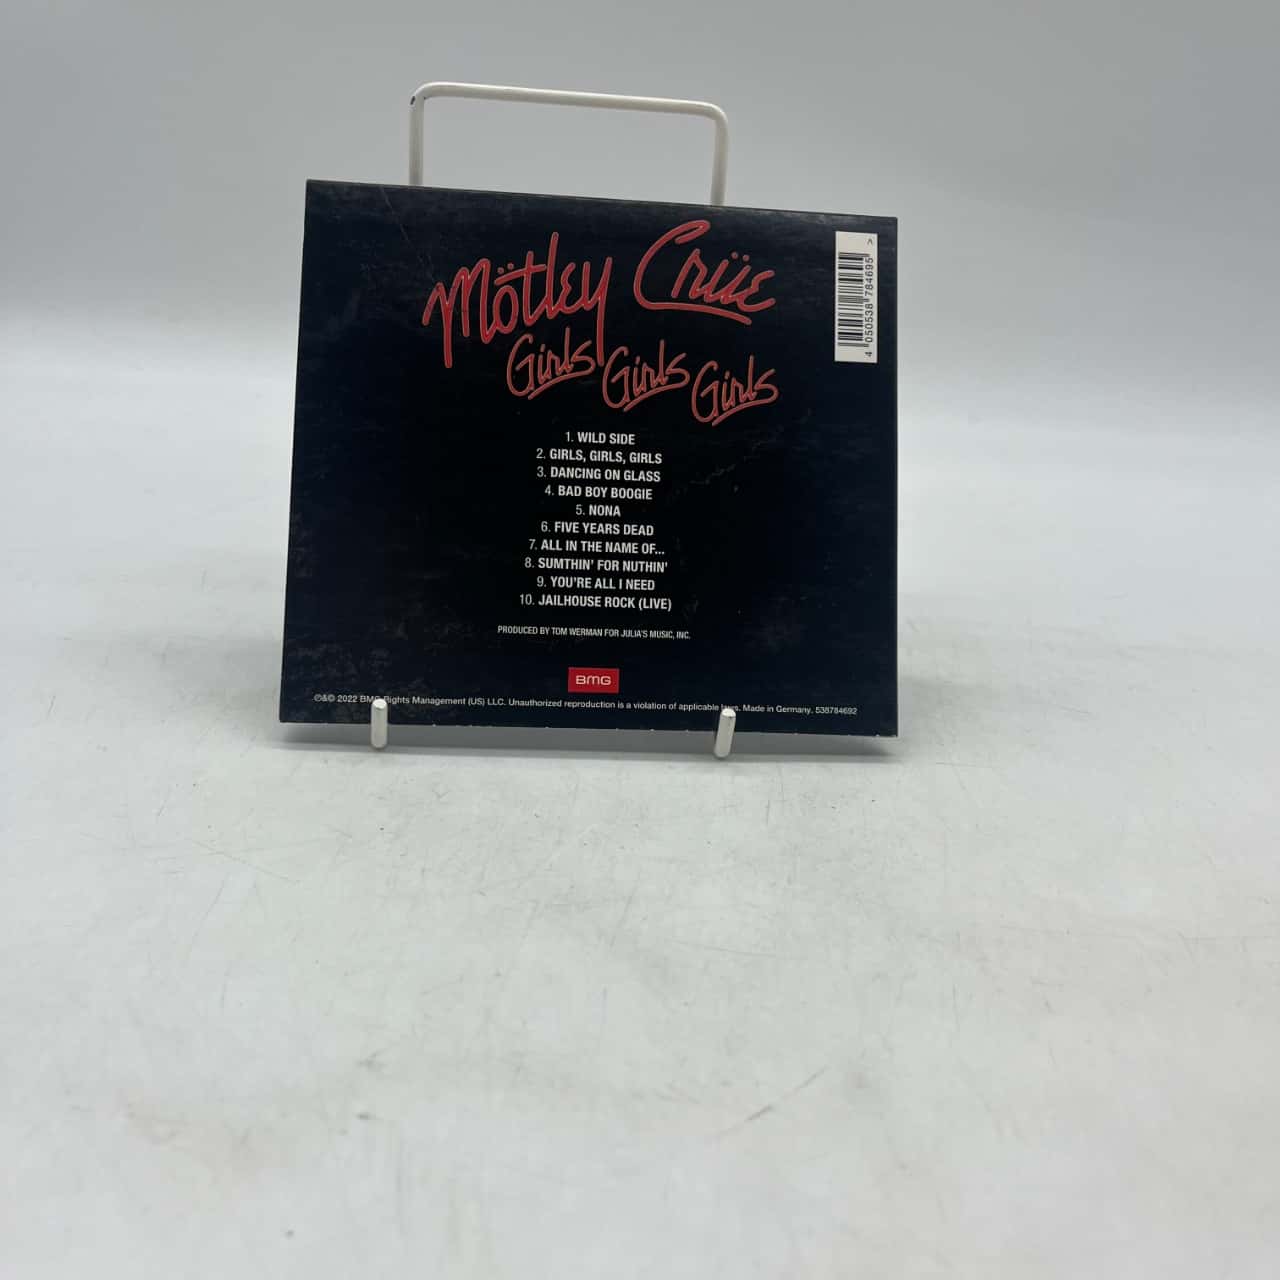 Mötley Crüe
Girls Girls Girls
4 050538 784695 >
1. WILD SIDE
2. GIRLS, GIRLS, GIRLS
3. DANCING ON GLASS
4. BAD BOY BOOGIE
5. NONA
6. FIVE YEARS DEAD
7. ALL IN THE NAME OF...
8. SUMTHIN' FOR NUTHIN'
9. YOU'RE ALL I NEED
10. JAILHOUSE ROCK (LIVE)
PRODUCED BY TOM WERMAN FOR JULIA'S MUSIC, INC.
BMG
℗&© 2022 BMG Rights Management (US) LLC. Unauthorized reproduction is a violation of applicable laws. Made in Germany. 538784692